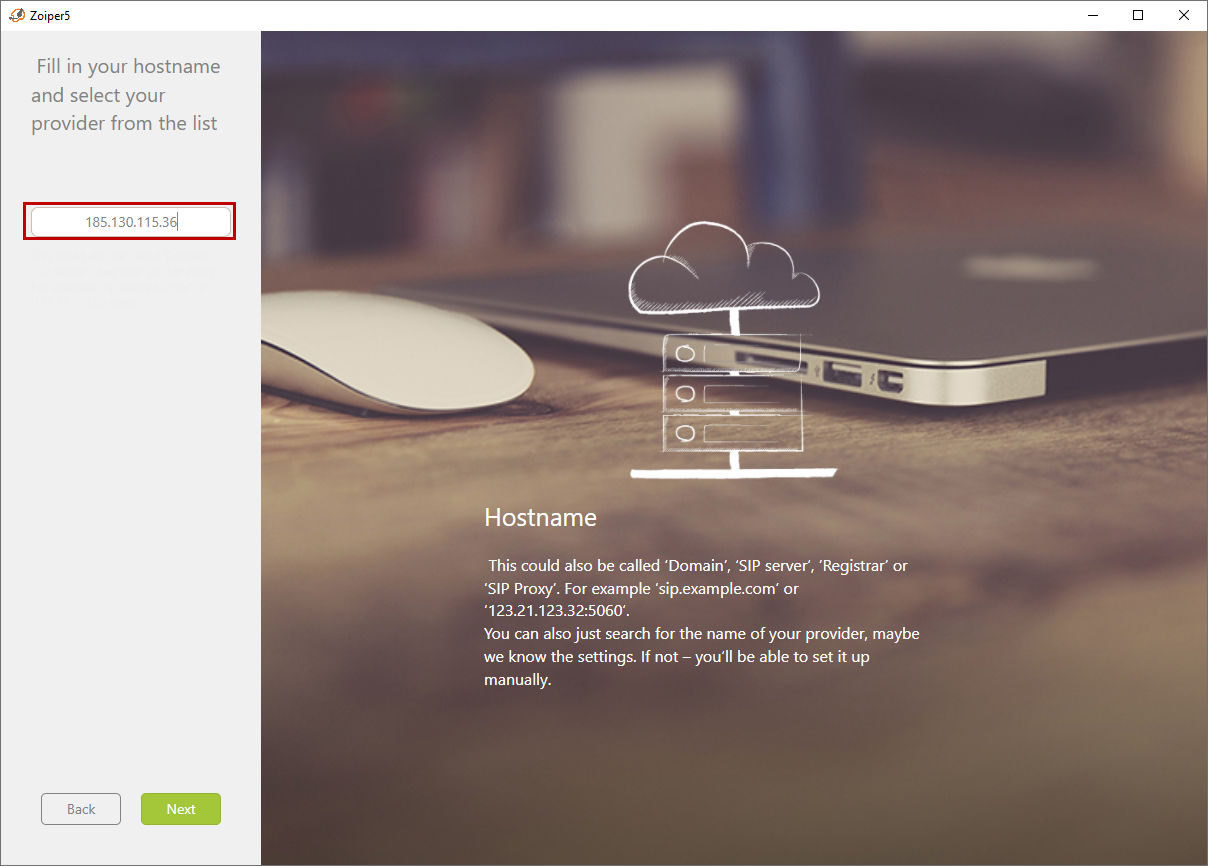 Zoiper5
Fill in your hostname
and select your
provider from the list
185.130.115.36
Hostname
This could also be called ‘Domain’, ‘SIP server’, ‘Registrar’ or
‘SIP Proxy’. For example ‘sip.example.com’ or
‘123.21.123.32:5060’.
You can also just search for the name of your provider, maybe
we know the settings. If not – you’ll be able to set it up
manually.
Back
Next